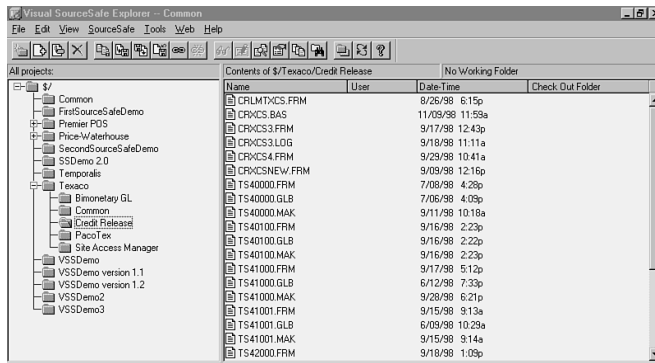 Visual SourceSafe Explorer – Common
File Edit View SourceSafe Tools Web Help
All projects:
Contents of $/Texaco/Credit Release No Working Folder
$/
Common
FirstSourceSafeDemo
Premier POS
Price-Waterhouse
SecondSourceSafeDemo
SSDemo 2.0
Temporalis
Texaco
Bimonetary GL
Common
Credit Release
PacoTex
Site Access Manager
VSSDemo
VSSDemo version 1.1
VSSDemo version 1.2
VSSDemo2
VSSDemo3
Name User Date-Time Check Out Folder
CRLMTXCS.FRM 8/26/98 6:15p
CRXCS.BAS 11/09/98 11:59a
CRXCS3.FRM 9/17/98 12:43p
CRXCS3.LOG 9/18/98 11:11a
CRXCS4.FRM 9/29/98 10:41a
CRXCSNEW.FRM 9/09/98 12:16p
TS40000.FRM 7/08/98 4:28p
TS40000.GLB 7/06/98 4:09p
TS40000.MAK 9/11/98 10:18a
TS40100.FRM 9/16/98 2:23p
TS40100.GLB 9/16/98 2:22p
TS40100.MAK 9/16/98 2:23p
TS41000.FRM 9/17/98 5:12p
TS41000.GLB 6/12/98 7:33p
TS41000.MAK 9/28/98 6:21p
TS41001.FRM 9/15/98 9:13a
TS41001.GLB 6/09/98 10:29a
TS41001.MAK 9/15/98 9:14a
TS42000.FRM 9/18/98 1:09p